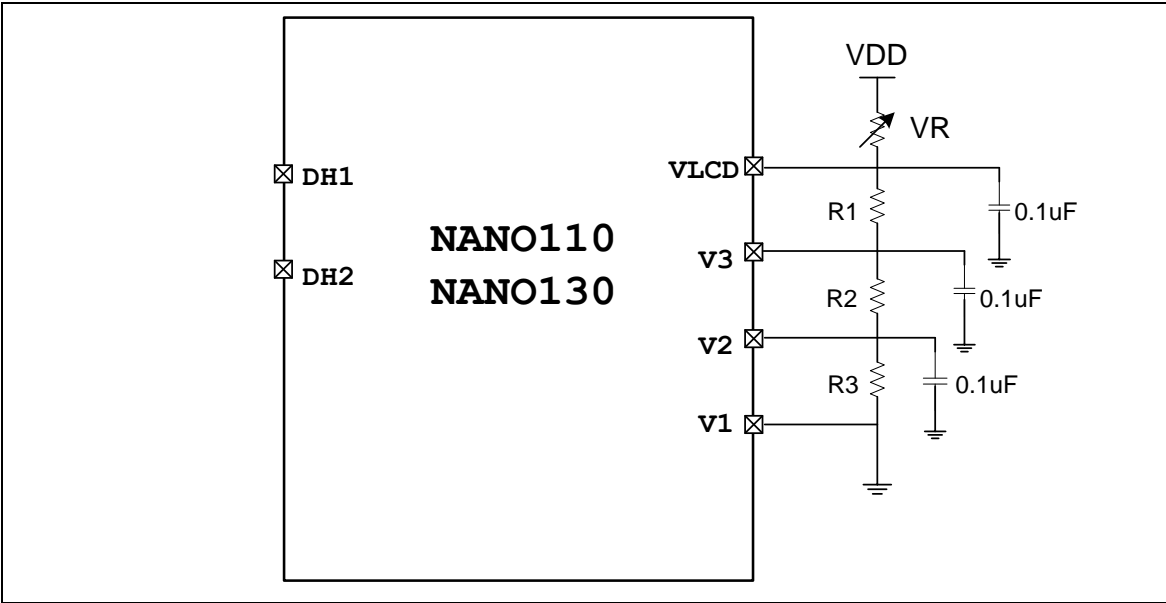 VDD
VR
DH1
VLCD
R1
0.1uF
NANO110
V3
DH2
NANO130
R2
0.1uF
V2
R3
0.1uF
V1